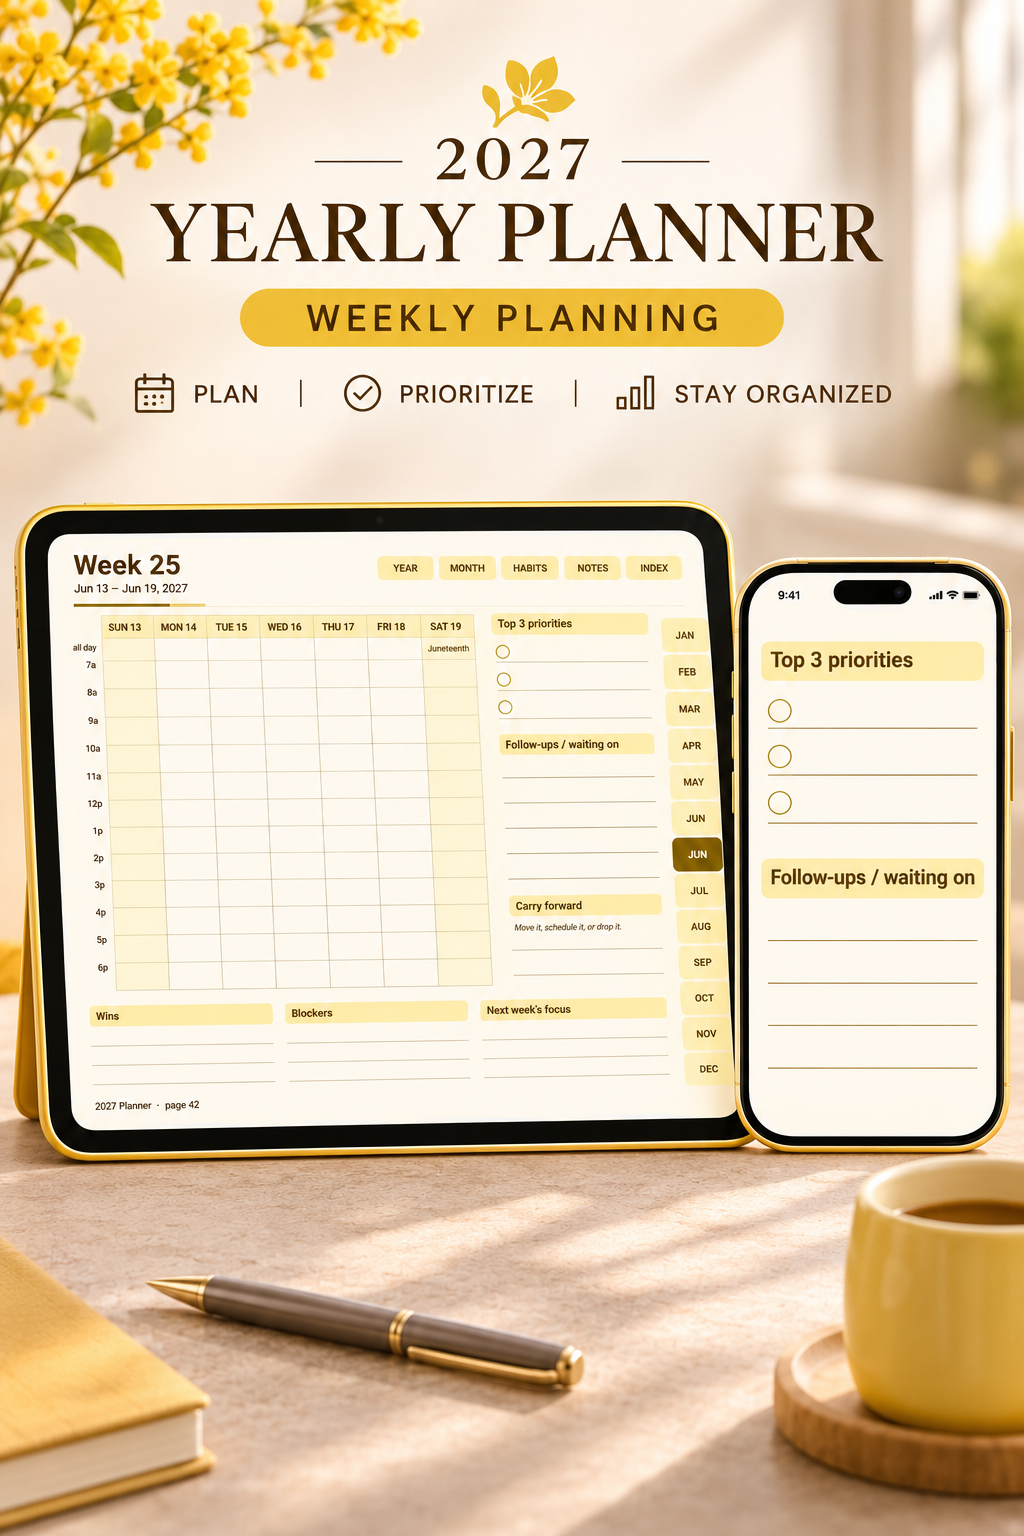 2027
YEARLY PLANNER
WEEKLY PLANNING
PLAN | PRIORITIZE | STAY ORGANIZED
Week 25
Jun 13 – Jun 19, 2027
YEAR MONTH HABITS NOTES INDEX
SUN 13 MON 14 TUE 15 WED 16 THU 17 FRI 18 SAT 19
all day Juneteenth
7a
8a
9a
10a
11a
12p
1p
2p
3p
4p
5p
6p
Top 3 priorities
Follow-ups / waiting on
Carry forward
Move it, schedule it, or drop it.
Wins
Blockers
Next week's focus
2027 Planner · page 42
JAN
FEB
MAR
APR
MAY
JUN
JUN
JUL
AUG
SEP
OCT
NOV
DEC
9:41
Top 3 priorities
Follow-ups / waiting on